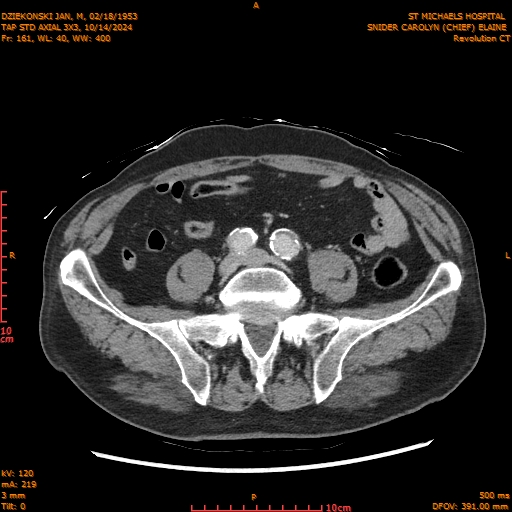 A
DZIEKONSKI JAN, M, 02/18/1953
TAP STD AXIAL 3X3, 10/14/2024
Fr: 161, WL: 40, WW: 400
ST MICHAELS HOSPITAL
SNIDER CAROLYN (CHIEF) ELAINE
Revolution CT
R
L
10
cm
kV: 120
mA: 219
3 mm
Tilt: 0
P
10cm
500 ms
DFOV: 391.00 mm